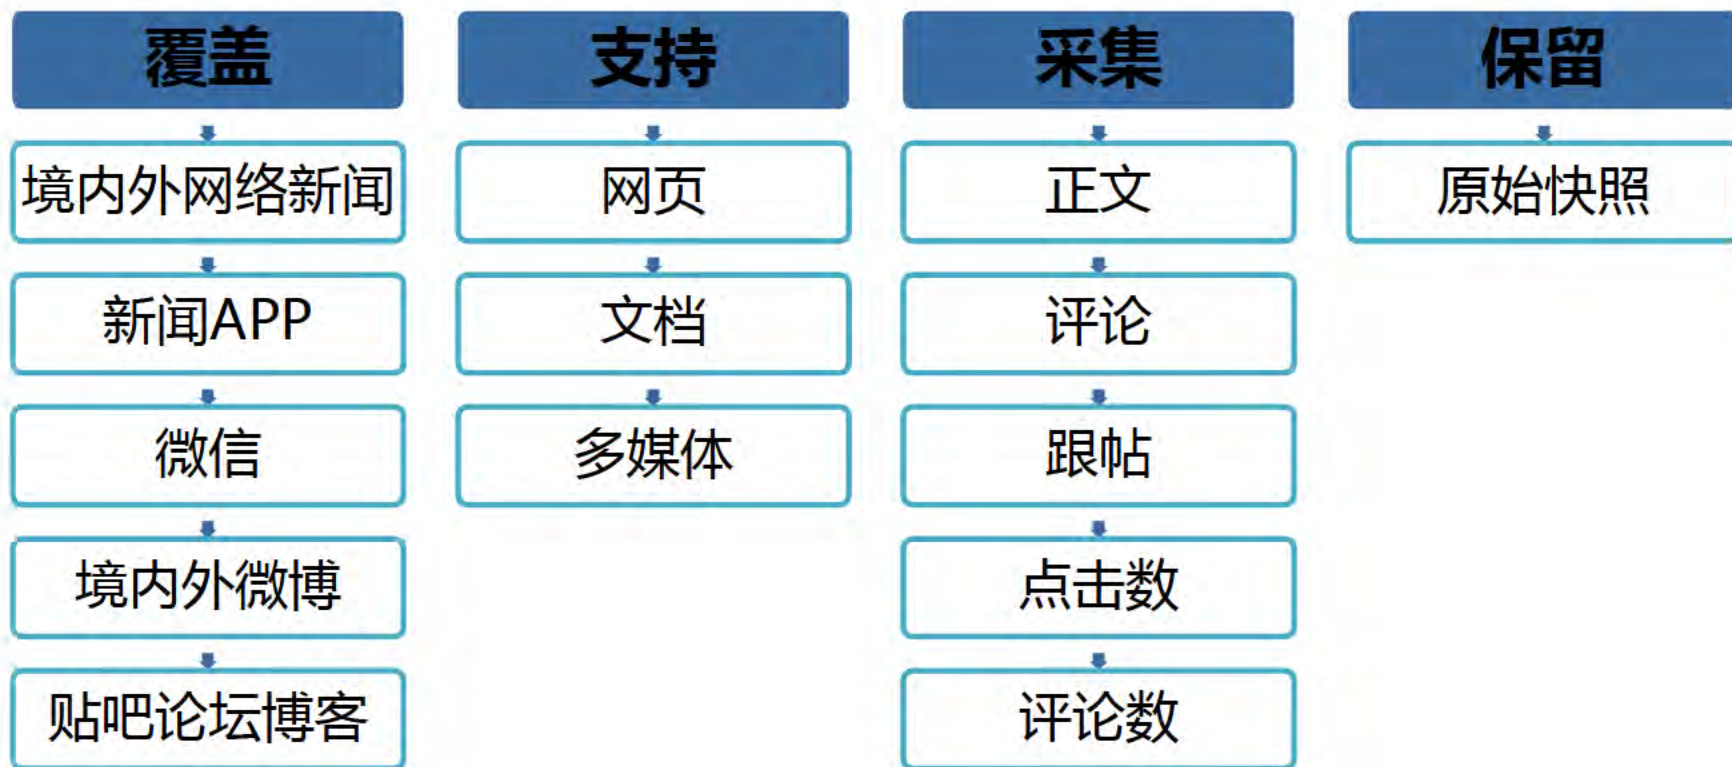 覆盖
境内外网络新闻
新闻APP
微信
境内外微博
贴吧论坛博客
支持
网页
文档
多媒体
采集
正文
评论
跟帖
点击数
评论数
保留
原始快照